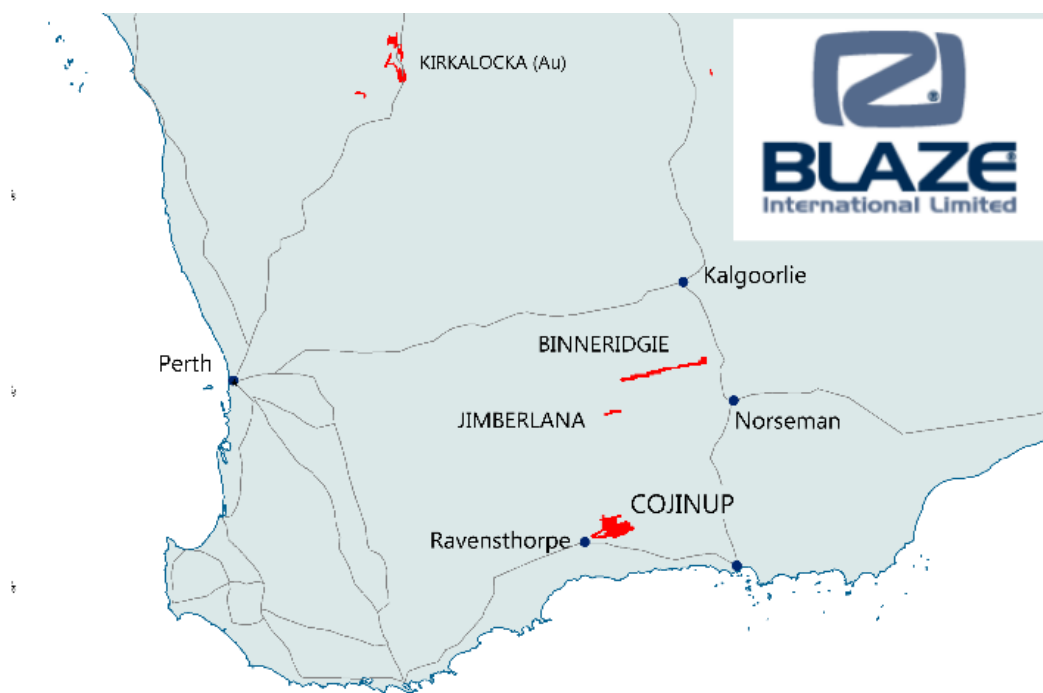 KIRKALOCKA (Au)
BLAZE
International Limited
Kalgoorlie
BINNERIDGIE
Perth
JIMBERLANA
Norseman
COJINUP
Ravensthorpe